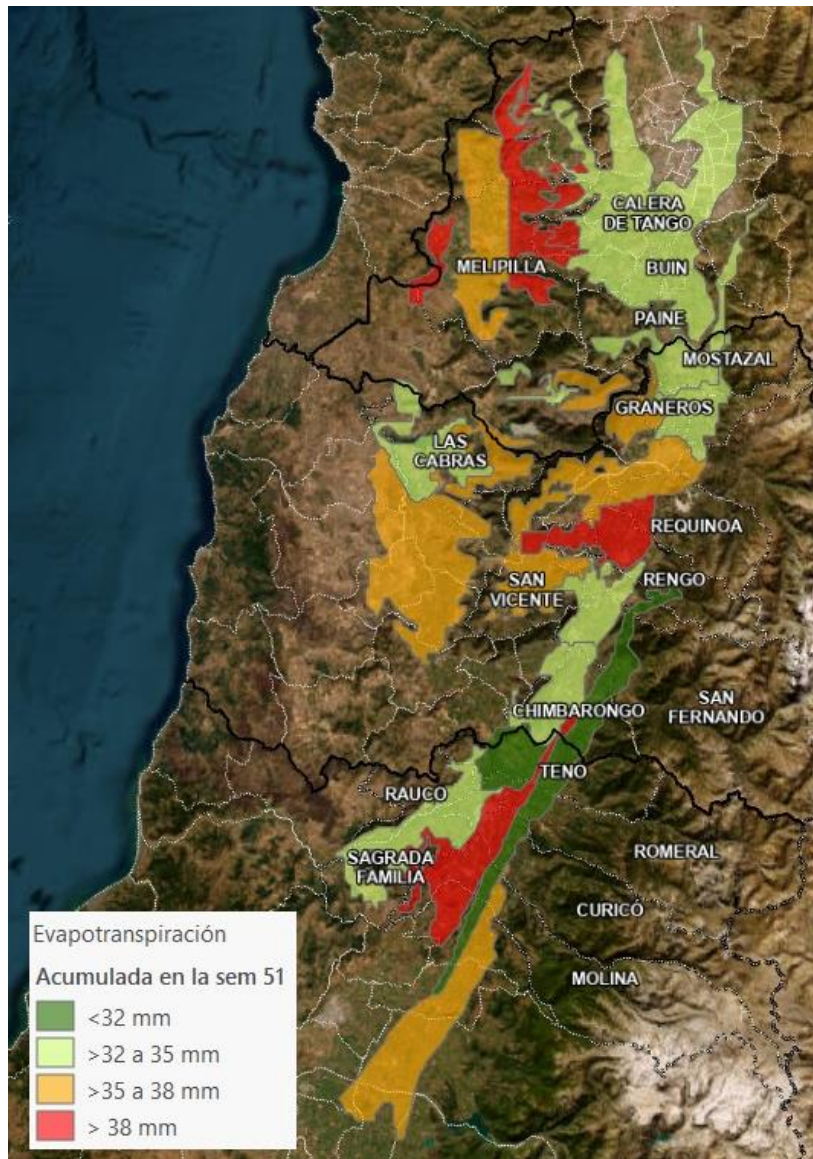 CALERA
DE TANGO
MELIPILLA
BUIN
PAINE
MOSTAZAL
GRANEROS
LAS
CABRAS
REQUINOA
RENGO
SAN
VICENTE
SAN
FERNANDO
CHIMBARONGO
TENO
RAUCO
ROMERAL
SAGRADA
FAMILIA
CURICÓ
MOLINA
Evapotranspiración
Acumulada en la sem 51
<32 mm
>32 a 35 mm
>35 a 38 mm
> 38 mm